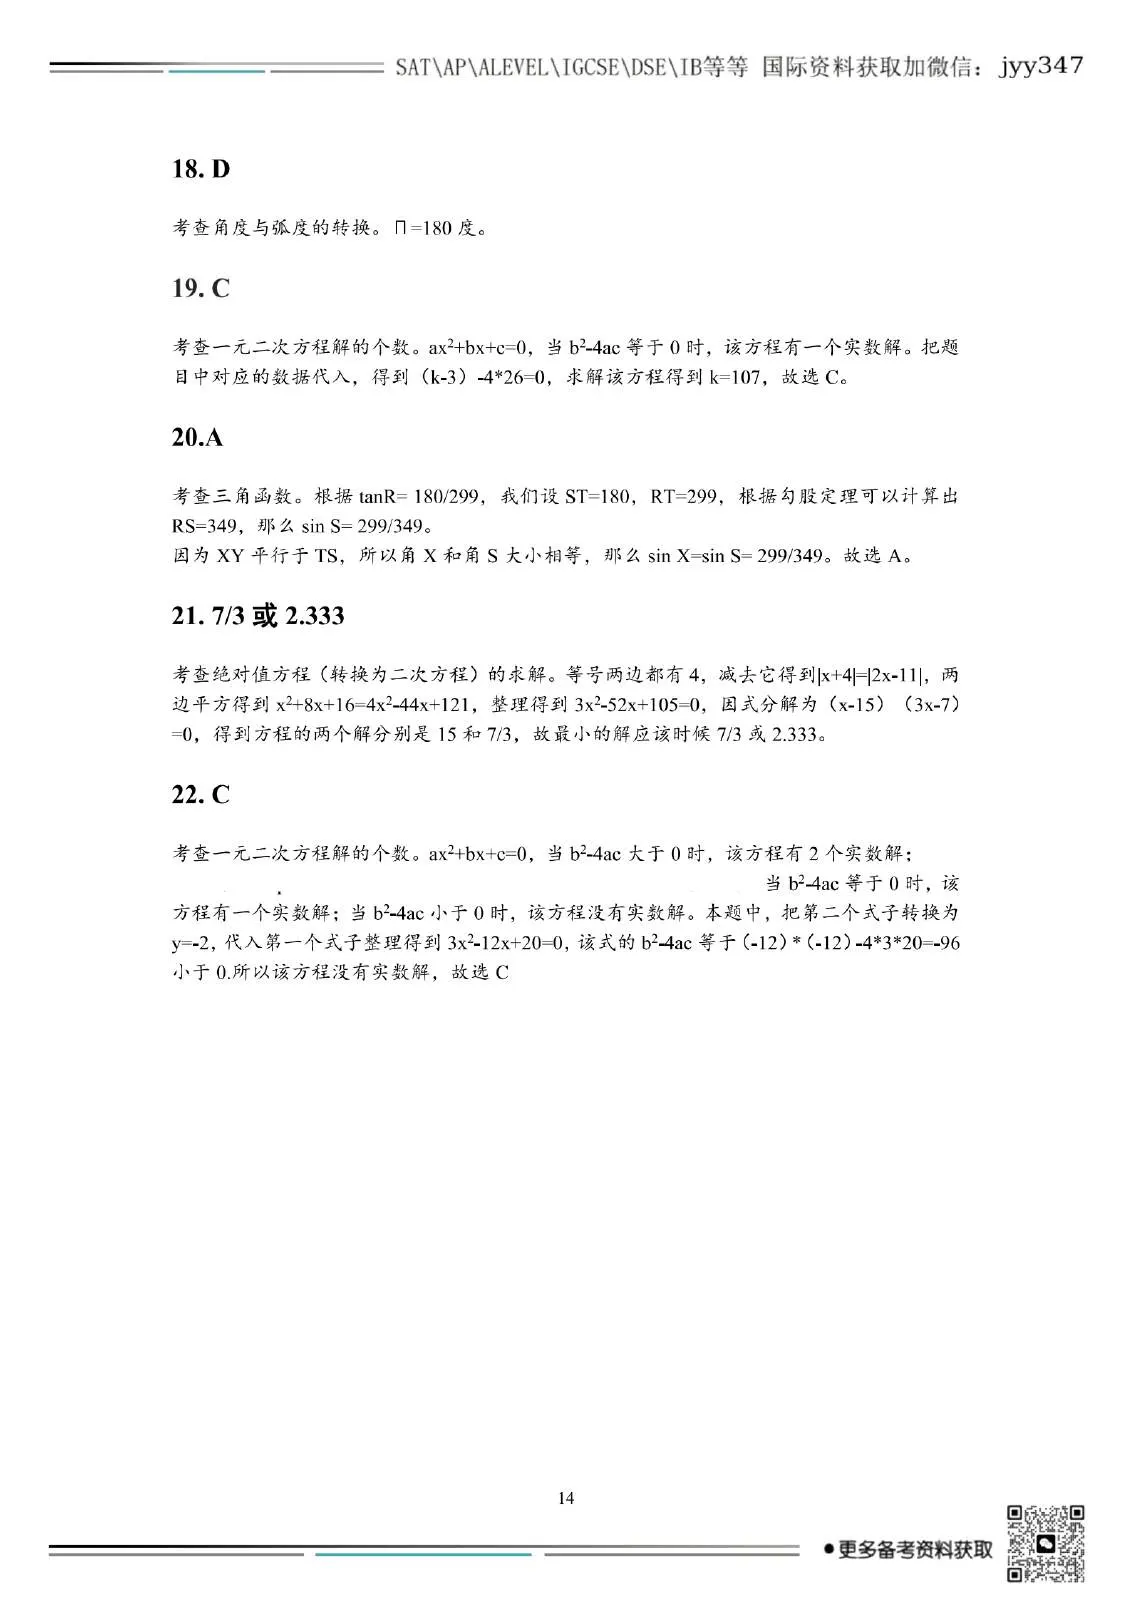 SAT\AP\ALEVEL\IGCSE\DSE\IB等等 国际资料获取加微信：jyy347
18. D
考查角度与弧度的转换。Π=180 度。
19. C
考查一元二次方程解的个数。ax²+bx+c=0，当 b²-4ac 等于 0 时，该方程有一个实数解。把题
目中对应的数据代入，得到（k-3）-4*26=0，求解该方程得到 k=107，故选 C。
20.A
考查三角函数。根据 tanR= 180/299，我们设 ST=180，RT=299，根据勾股定理可以计算出
RS=349，那么 sin S= 299/349。
因为 XY 平行于 TS，所以角 X 和角 S 大小相等，那么 sin X=sin S= 299/349。故选 A。
21. 7/3 或 2.333
考查绝对值方程（转换为二次方程）的求解。等号两边都有 4，减去它得到|x+4|=|2x-11|，两
边平方得到 x²+8x+16=4x²-44x+121，整理得到 3x²-52x+105=0，因式分解为（x-15）（3x-7）
=0，得到方程的两个解分别是 15 和 7/3，故最小的解应该时候 7/3 或 2.333。
22. C
考查一元二次方程解的个数。ax²+bx+c=0，当 b²-4ac 大于 0 时，该方程有 2 个实数解；
当 b²-4ac 等于 0 时，该
方程有一个实数解；当 b²-4ac 小于 0 时，该方程没有实数解。本题中，把第二个式子转换为
y=-2，代入第一个式子整理得到 3x²-12x+20=0，该式的 b²-4ac 等于（-12）*（-12）-4*3*20=-96
小于 0.所以该方程没有实数解，故选 C
14
●更多备考资料获取